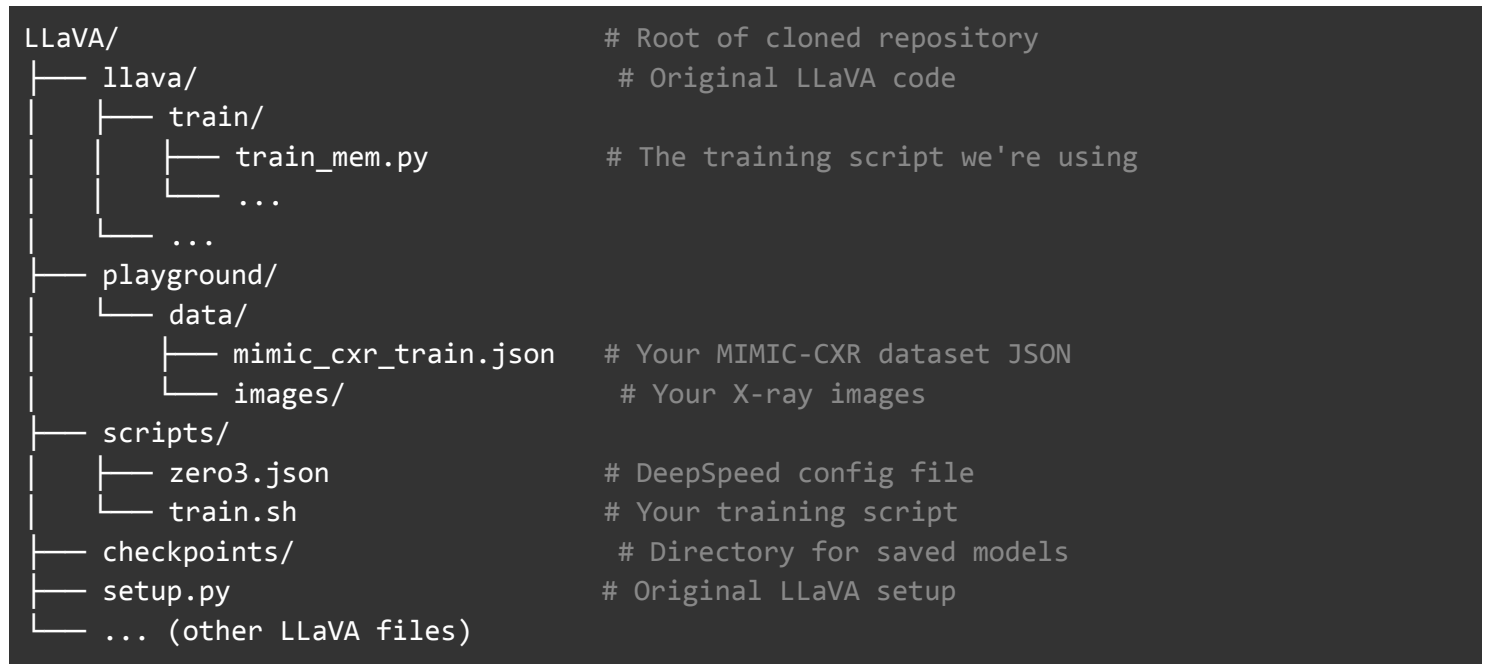 LLaVA/                             # Root of cloned repository
├── llava/                          # Original LLaVA code
│   ├── train/
│   │   ├── train_mem.py           # The training script we're using
│   │   └── ...
│   └── ...
├── playground/
│   └── data/
│       ├── mimic_cxr_train.json   # Your MIMIC-CXR dataset JSON
│       └── images/                 # Your X-ray images
├── scripts/
│   ├── zero3.json                 # DeepSpeed config file
│   └── train.sh                   # Your training script
├── checkpoints/                    # Directory for saved models
├── setup.py                       # Original LLaVA setup
└── ... (other LLaVA files)